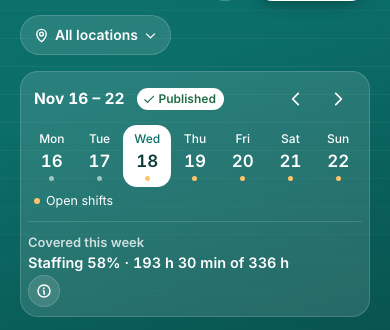 All locations
Nov 16 – 22 Published
Mon Tue Wed Thu Fri Sat Sun
16 17 18 19 20 21 22
Open shifts
Covered this week
Staffing 58% · 193 h 30 min of 336 h